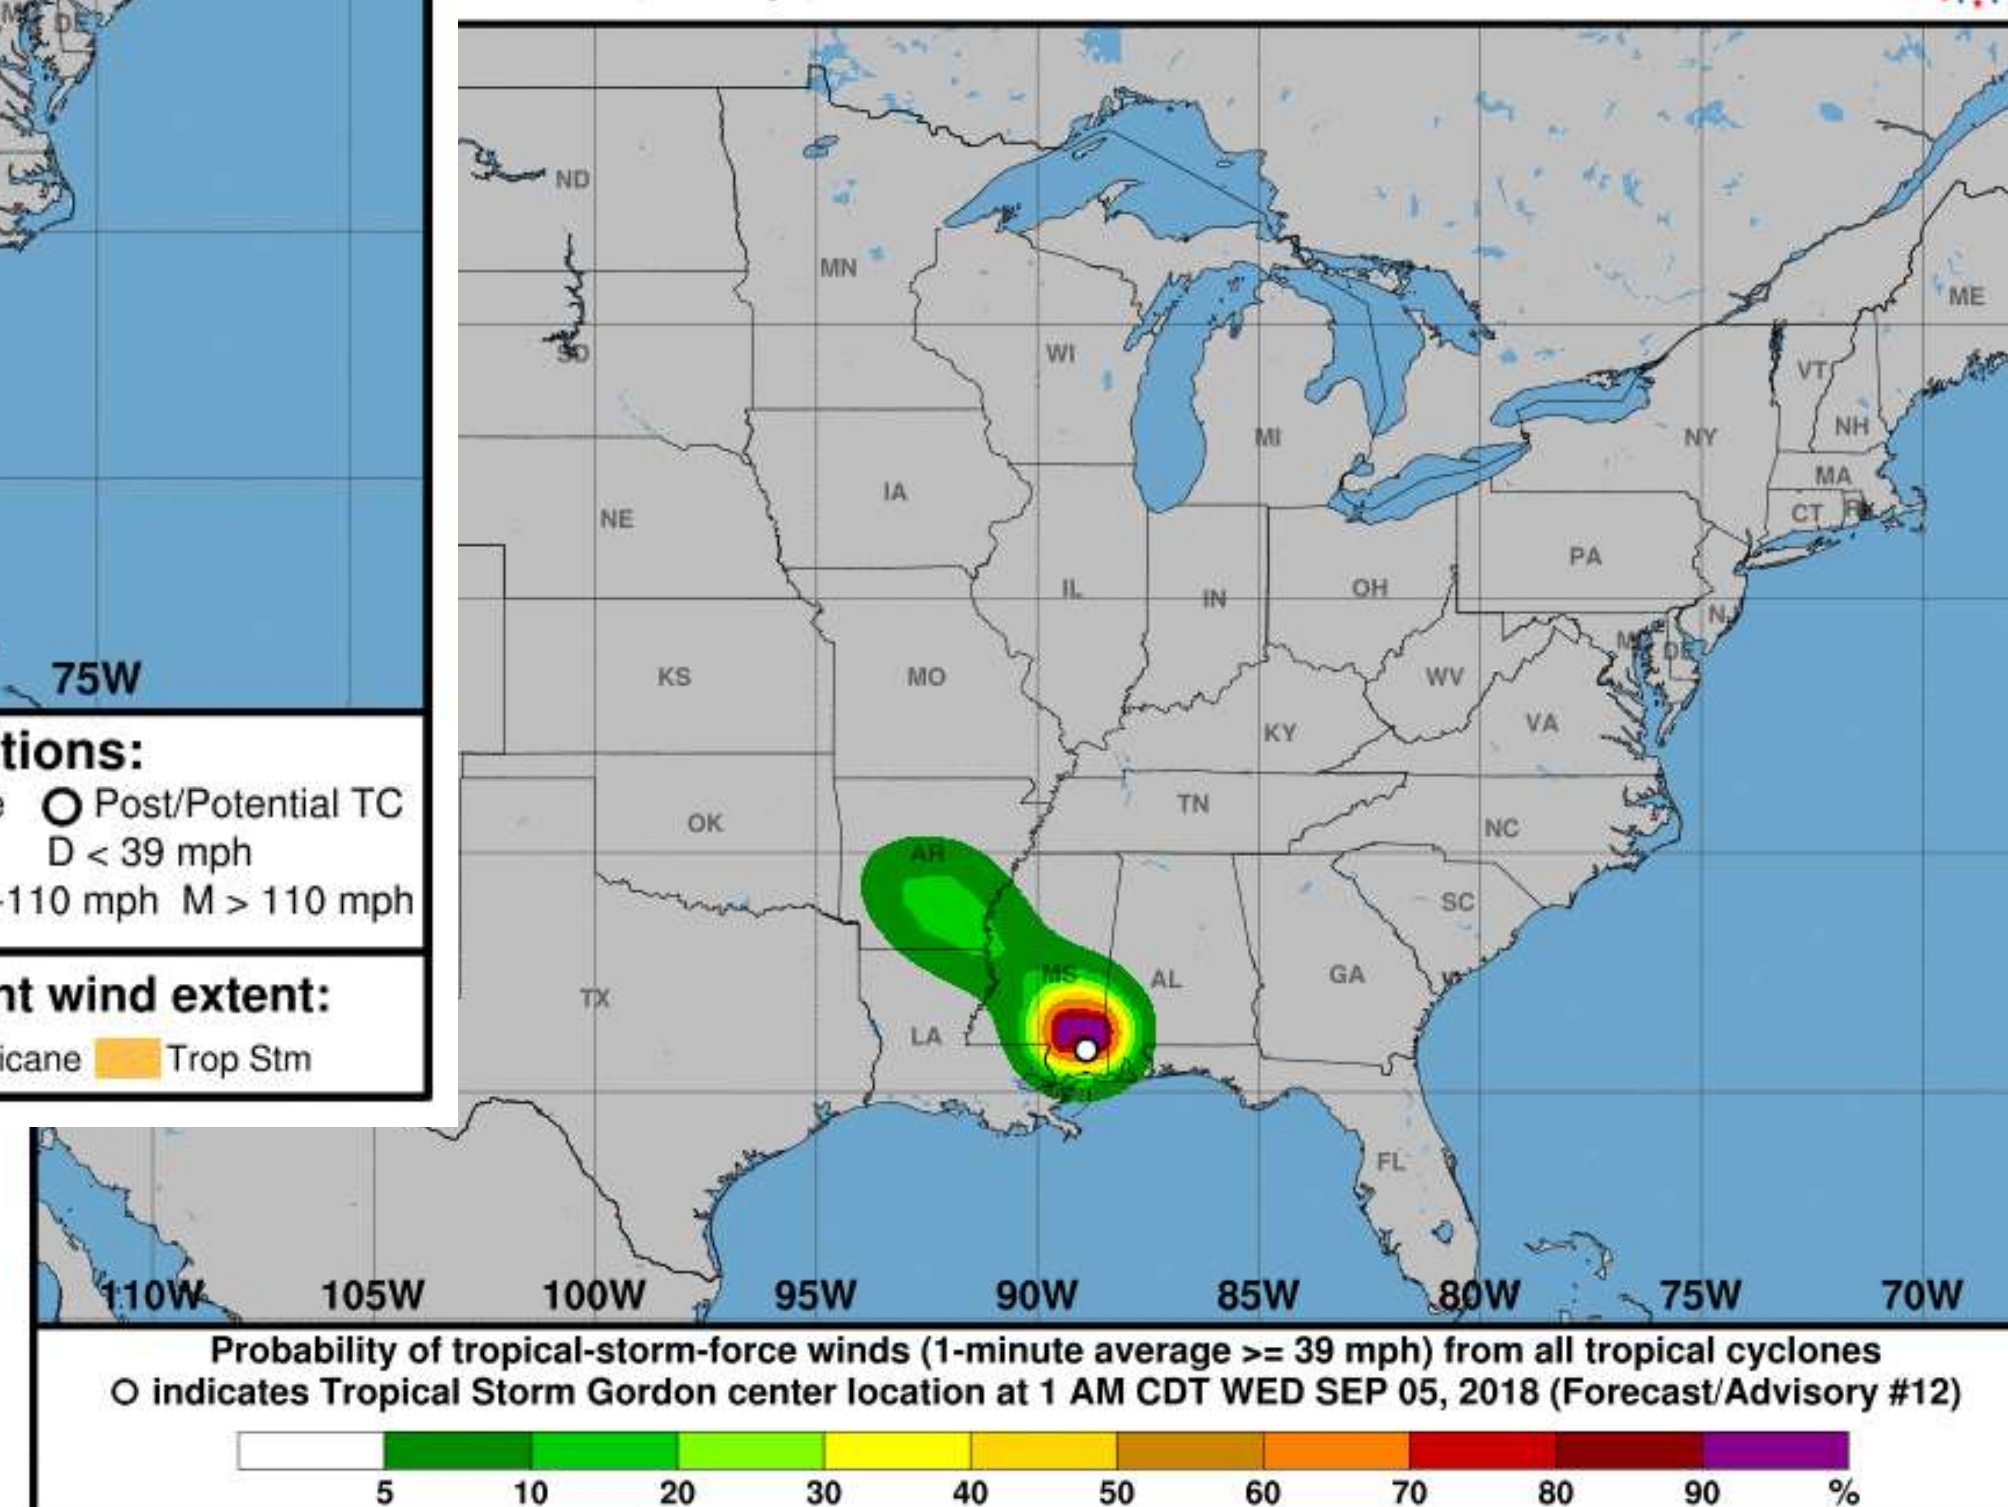 DE
75W
tions:
Post/Potential TC
D < 39 mph
-110 mph M > 110 mph
nt wind extent:
icane Trop Stm
ND
MN
ME
SD
WI
VT
NH
MI
NY
IA
MA
NE
CT
PA
IL
IN
OH
NJ
DE
KS
MO
WV
VA
KY
TN
OK
NC
AR
SC
MS
AL
GA
TX
LA
FL
110W 105W 100W 95W 90W 85W 80W 75W 70W
Probability of tropical-storm-force winds (1-minute average >= 39 mph) from all tropical cyclones
indicates Tropical Storm Gordon center location at 1 AM CDT WED SEP 05, 2018 (Forecast/Advisory #12)
5 10 20 30 40 50 60 70 80 90 %